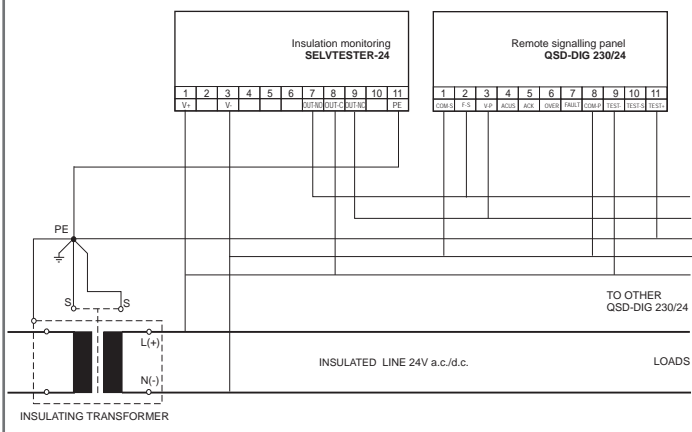 Insulation monitoring
SELVTESTER-24
1 2 3 4 5 6 7 8 9 10 11
V+ V- OUT-NO OUT-C OUT-NC PE
Remote signalling panel
QSD-DIG 230/24
1 2 3 4 5 6 7 8 9 10 11
COM-S F-S V-P ACUS ACK OVER FAULT COM-P TEST- TEST-S TEST+
PE
S S
TO OTHER
QSD-DIG 230/24
L(+)
INSULATED LINE 24V a.c./d.c.
LOADS
N(-)
INSULATING TRANSFORMER